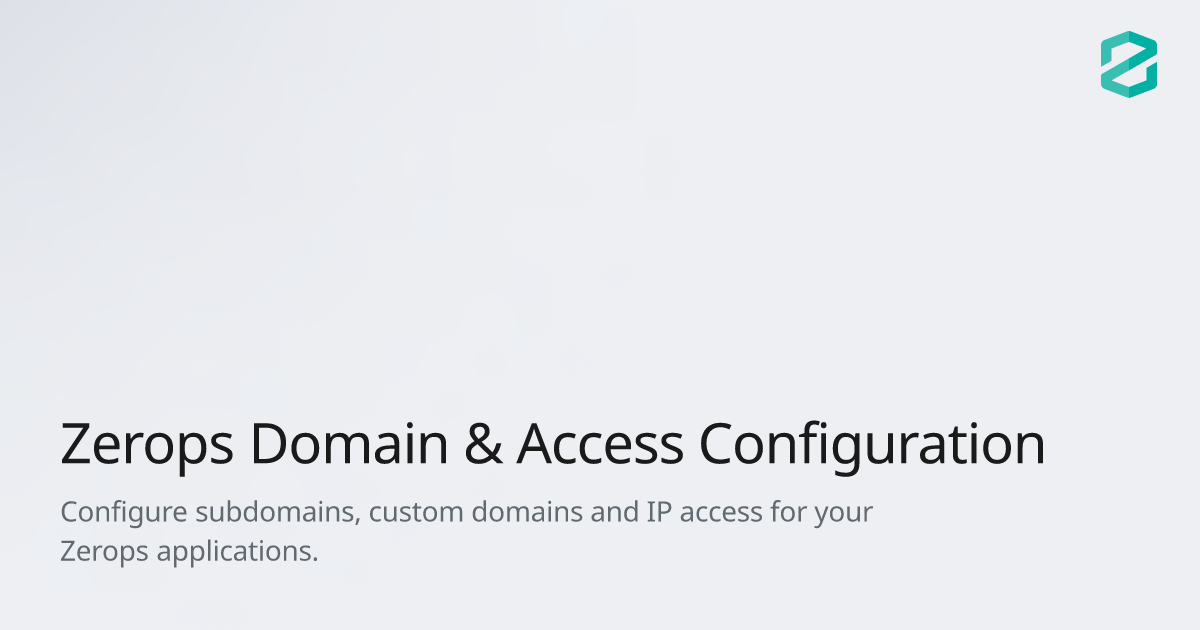 Zerops Domain & Access Configuration
Configure subdomains, custom domains and IP access for your
Zerops applications.